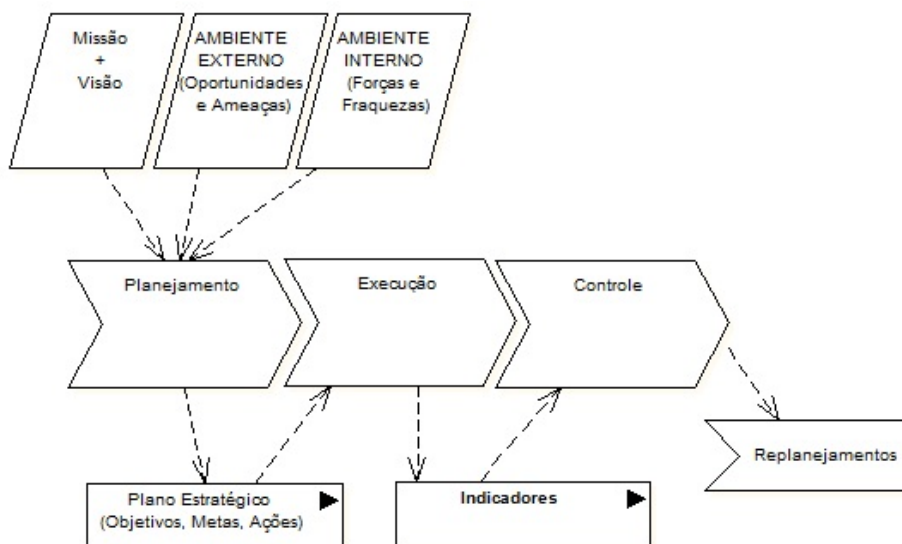 Missão
+
Visão
AMBIENTE
EXTERNO
(Oportunidades
e Ameaças)
AMBIENTE
INTERNO
(Forças e
Fraquezas)
Planejamento
Execução
Controle
Replanejamentos
Plano Estratégico
(Objetivos, Metas, Ações)
Indicadores